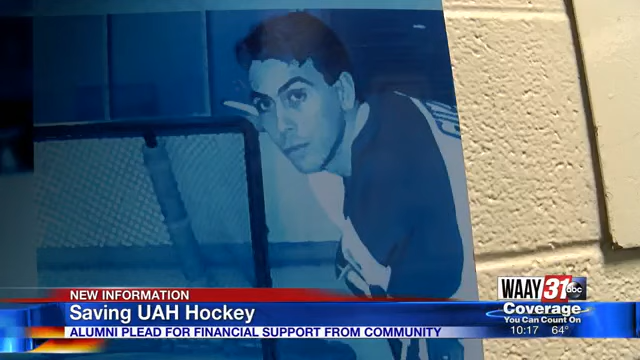 NEW INFORMATION
Saving UAH Hockey
ALUMNI PLEAD FOR FINANCIAL SUPPORT FROM COMMUNITY
WAAY 31 abc
Coverage
YOU CAN COUNT ON
10:17 64°